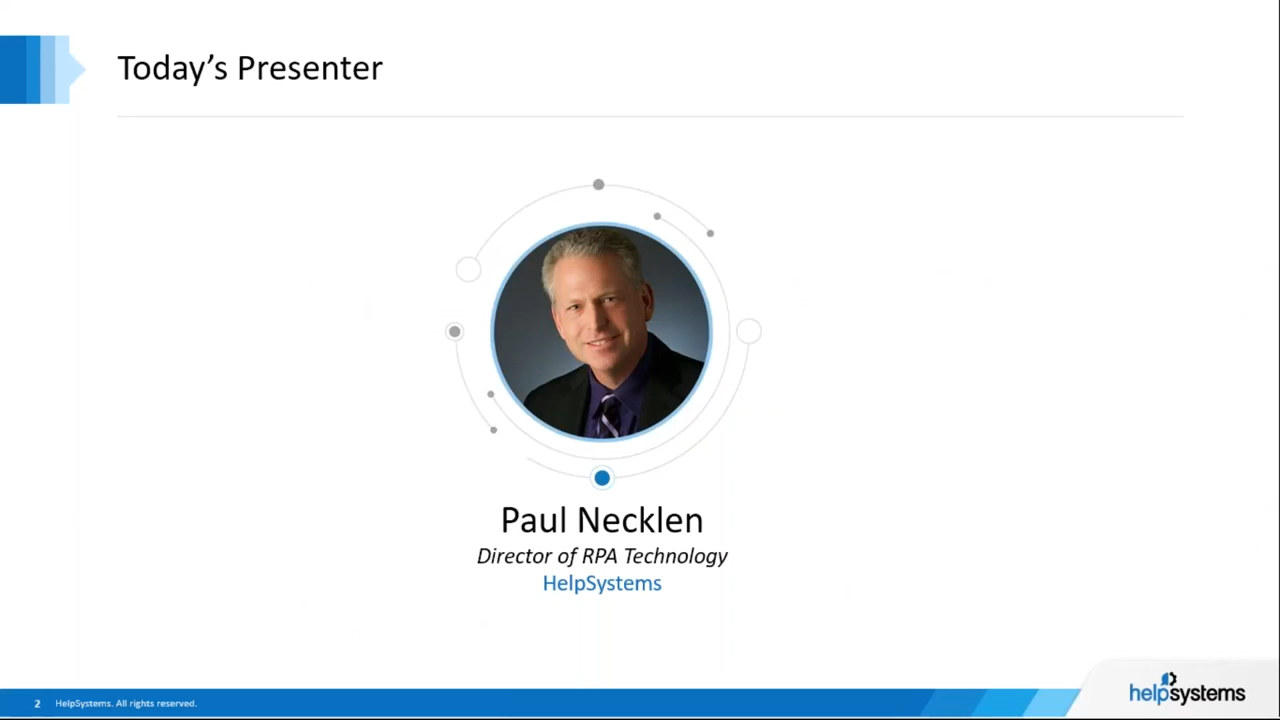 Today's Presenter
Paul Necklen
Director of RPA Technology
HelpSystems
2 HelpSystems. All rights reserved.
helpsystems